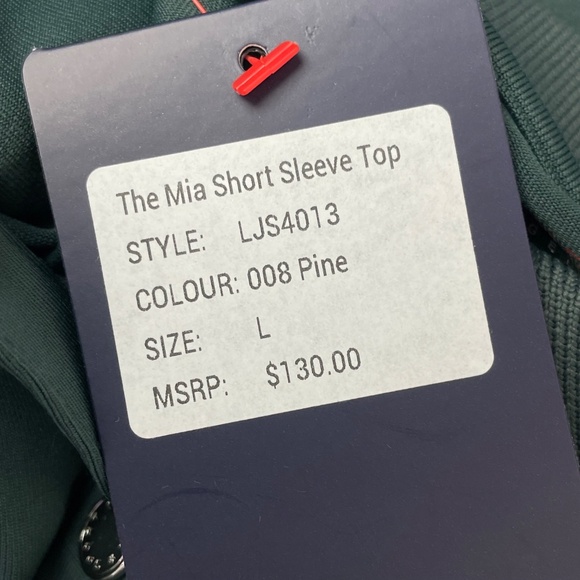 The Mia Short Sleeve Top
STYLE: LJS4013
COLOUR: 008 Pine
SIZE: L
MSRP: $130.00